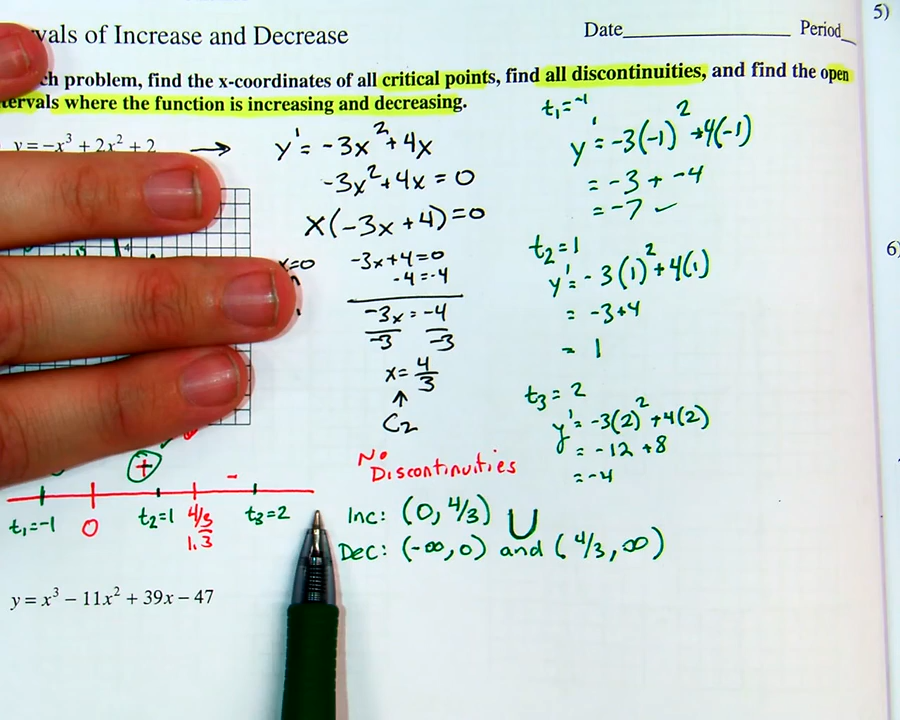 vals of Increase and Decrease Date Period
ch problem, find the x-coordinates of all critical points, find all discontinuities, and find the open
tervals where the function is increasing and decreasing.
y = -x³ + 2x² + 2 → y' = -3x² + 4x
-3x² + 4x = 0
x(-3x + 4) = 0
x=0 -3x+4=0
-4=-4
-3x = -4
-3 -3
x = 4/3
↑
C2
No
Discontinuities
t₁ = -1
y' = -3(-1)² + 4(-1)
= -3 + -4
= -7 ✓
t₂ = 1
y' = -3(1)² + 4(1)
= -3+4
= 1
t₃ = 2
y' = -3(2)² + 4(2)
= -12 + 8
= -4
+ -
t₁=-1 0 t₂=1 4/3 t₃=2
1.3
Inc: (0, 4/3) U
Dec: (-∞, 0) and (4/3, ∞)
y = x³ - 11x² + 39x - 47
5)
6)